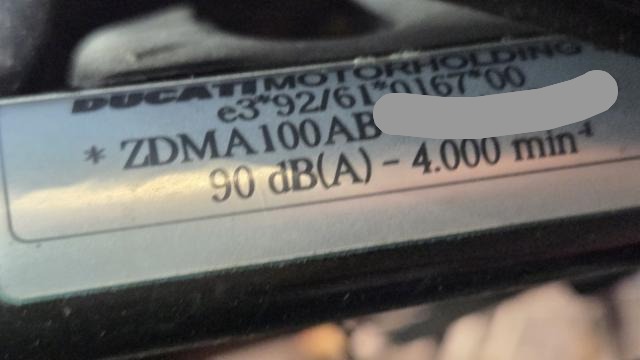 DUCATI MOTORHOLDING
e3*92/61*0167*00
* ZDMA100AB
90 dB(A) - 4.000 min-1